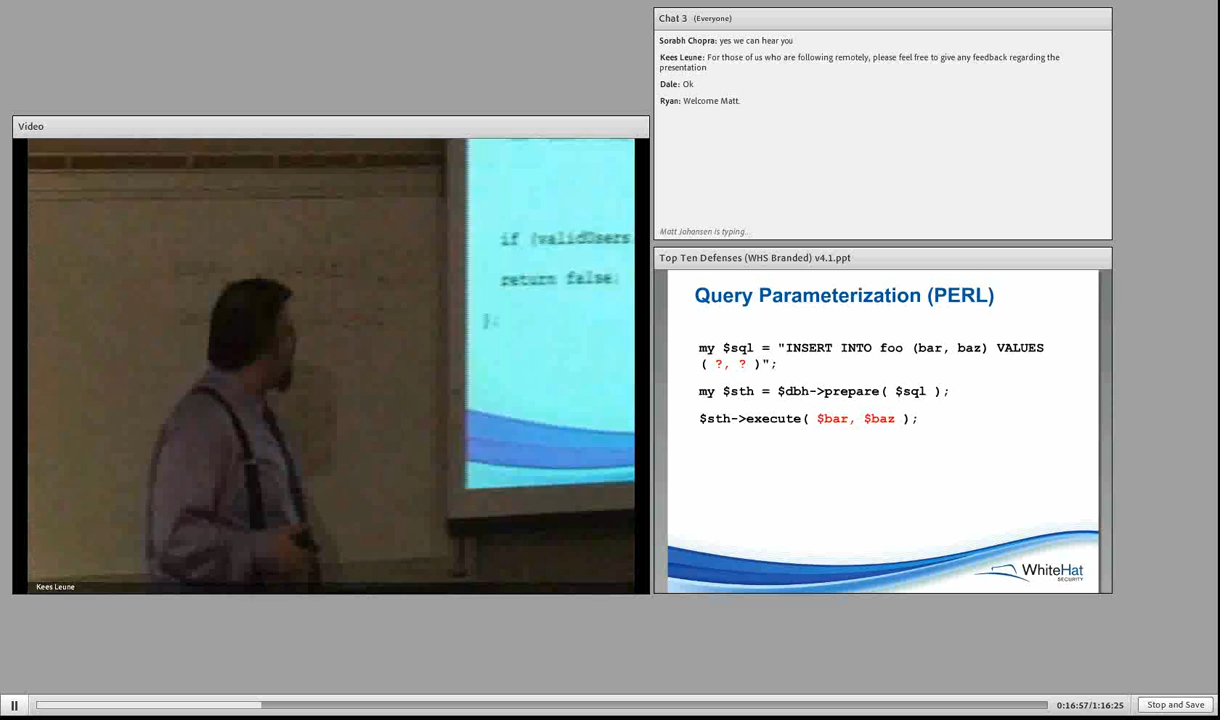 Chat 3 (Everyone)
Sorabh Chopra: yes we can hear you
Kees Leune: For those of us who are following remotely, please feel free to give any feedback regarding the
presentation
Dale: Ok
Ryan: Welcome Matt.
Matt Johansen is typing...
Video
if (validUsers
return false;
};
Kees Leune
Top Ten Defenses (WHS Branded) v4.1.ppt
Query Parameterization (PERL)
my $sql = "INSERT INTO foo (bar, baz) VALUES
( ?, ? )";
my $sth = $dbh->prepare( $sql );
$sth->execute( $bar, $baz );
WhiteHat
SECURITY
0:16:57/1:16:25
Stop and Save